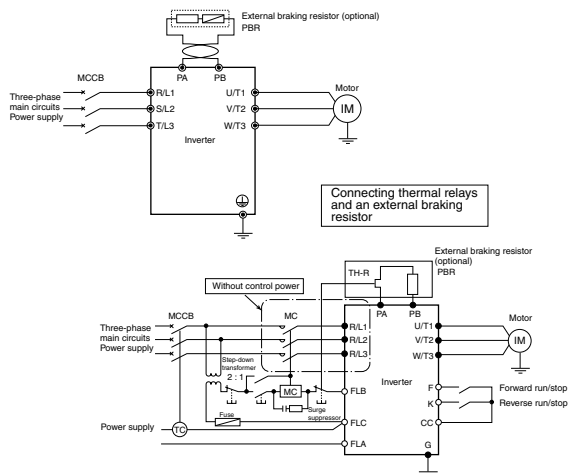 External braking resistor (optional)
PBR
MCCB
PA
PB
Motor
Three-phase
main circuits
Power supply
R/L1
S/L2
T/L3
U/T1
V/T2
W/T3
IM
Inverter
Connecting thermal relays
and an external braking
resistor
External braking resistor
(optional)
PBR
TH-R
Without control power
PA
PB
MCCB
MC
Motor
Three-phase
main circuits
Power supply
R/L1
R/L2
R/L3
U/T1
V/T2
W/T3
IM
Step-down
transformer
2 : 1
MC
FLB
Inverter
F
Forward run/stop
K
Reverse run/stop
Surge
suppressor
Fuse
FLC
CC
Power supply
TC
FLA
G